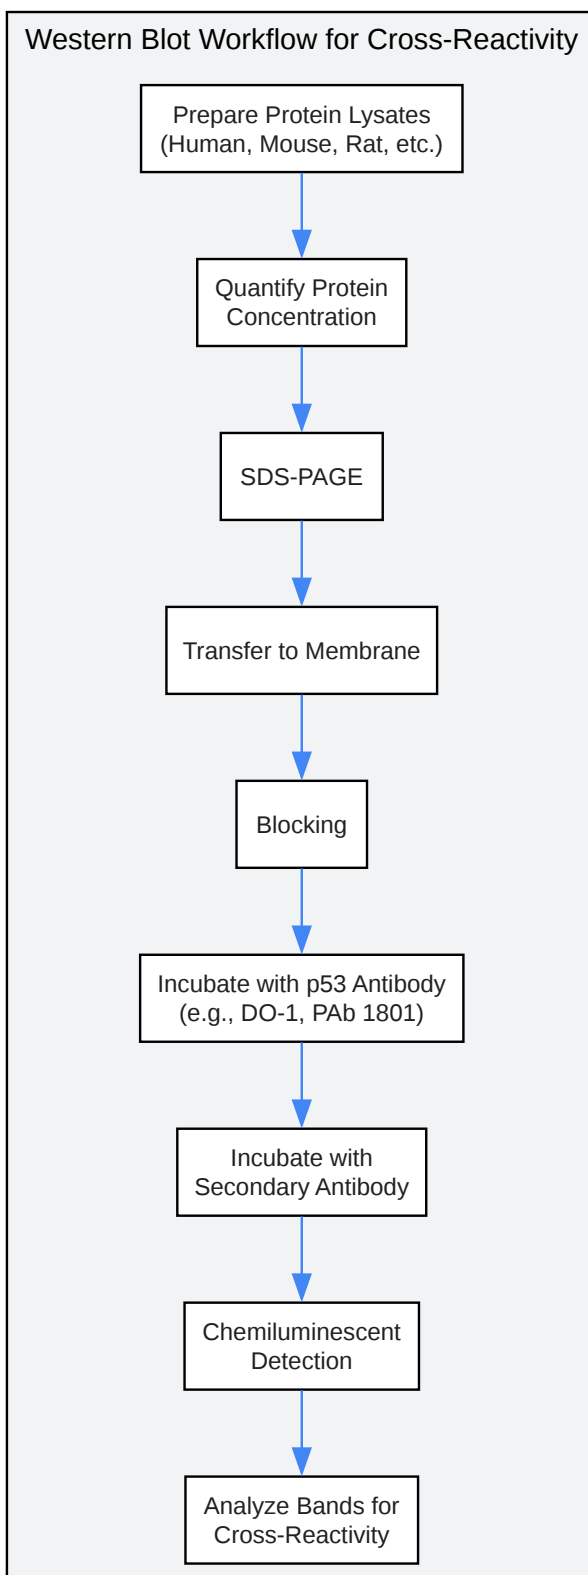 Western Blot Workflow for Cross-Reactivity
Prepare Protein Lysates
(Human, Mouse, Rat, etc.)
Quantify Protein
Concentration
SDS-PAGE
Transfer to Membrane
Blocking
Incubate with p53 Antibody
(e.g., DO-1, PAb 1801)
Incubate with
Secondary Antibody
Chemiluminescent
Detection
Analyze Bands for
Cross-Reactivity